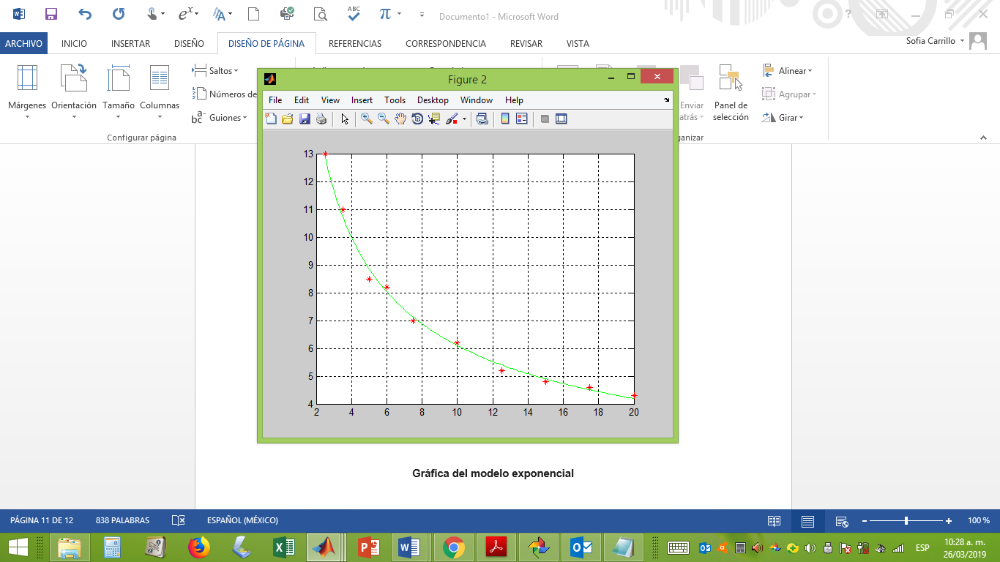 Documento1 - Microsoft Word
ABC
ARCHIVO INICIO INSERTAR DISEÑO DISEÑO DE PÁGINA REFERENCIAS CORRESPONDENCIA REVISAR VISTA Sofia Carrillo
Márgenes Orientación Tamaño Columnas
Saltos
Números de
Guiones
Configurar página
Enviar atrás
Panel de selección
Alinear
Agrupar
Girar
ganizar
Figure 2
File Edit View Insert Tools Desktop Window Help
13
12
11
10
9
8
7
6
5
4
2 4 6 8 10 12 14 16 18 20
Gráfica del modelo exponencial
PÁGINA 11 DE 12 838 PALABRAS ESPAÑOL (MÉXICO) 100 %
ESP
10:28 a. m.
26/03/2019